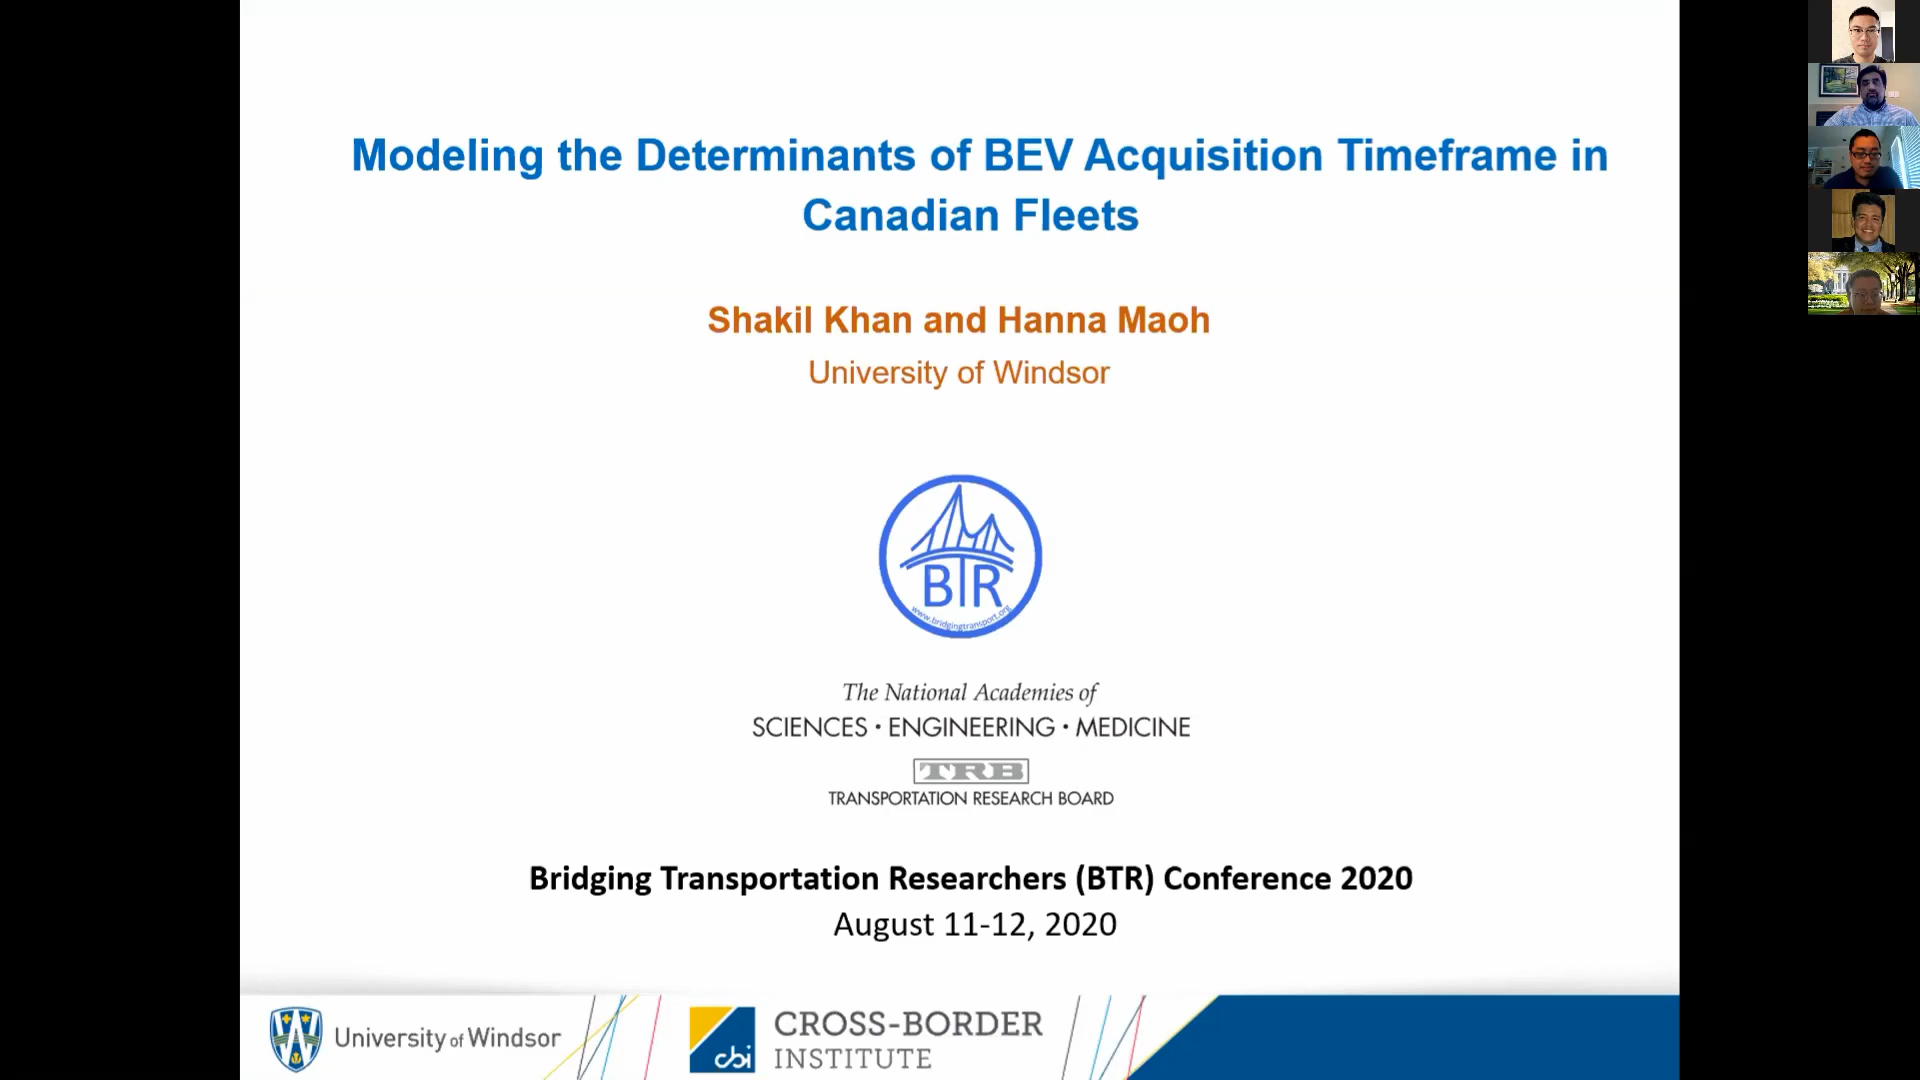 Modeling the Determinants of BEV Acquisition Timeframe in
Canadian Fleets
Shakil Khan and Hanna Maoh
University of Windsor
BTR
www.bridgingtransport.org
The National Academies of
SCIENCES · ENGINEERING · MEDICINE
TRB
TRANSPORTATION RESEARCH BOARD
Bridging Transportation Researchers (BTR) Conference 2020
August 11-12, 2020
University of Windsor
cbi
CROSS-BORDER
INSTITUTE